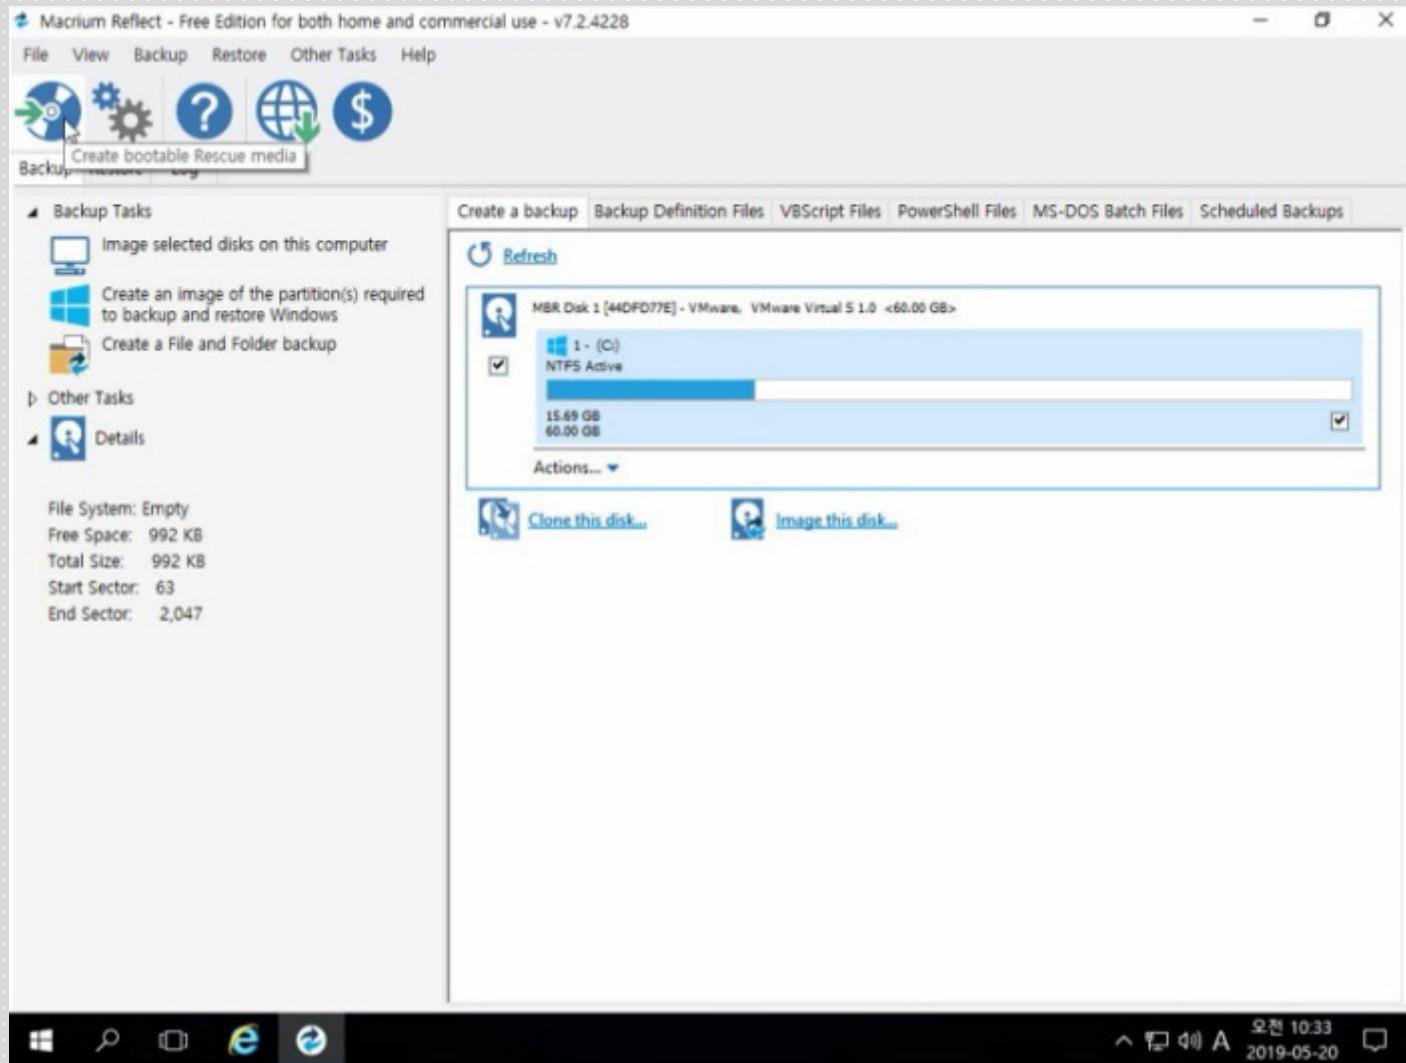 Macrium Reflect - Free Edition for both home and commercial use - v7.2.4228
File View Backup Restore Other Tasks Help
Create bootable Rescue media
Backup Restore Log
Backup Tasks
Image selected disks on this computer
Create an image of the partition(s) required
to backup and restore Windows
Create a File and Folder backup
Other Tasks
Details
File System: Empty
Free Space: 992 KB
Total Size: 992 KB
Start Sector: 63
End Sector: 2,047
Create a backup Backup Definition Files VBScript Files PowerShell Files MS-DOS Batch Files Scheduled Backups
Refresh
MBR Disk 1 [44DFD77E] - VMware, VMware Virtual S 1.0 <60.00 GB>
1 - (C:)
NTFS Active
15.69 GB
60.00 GB
Actions...
Clone this disk...
Image this disk...
A
오전 10:33
2019-05-20